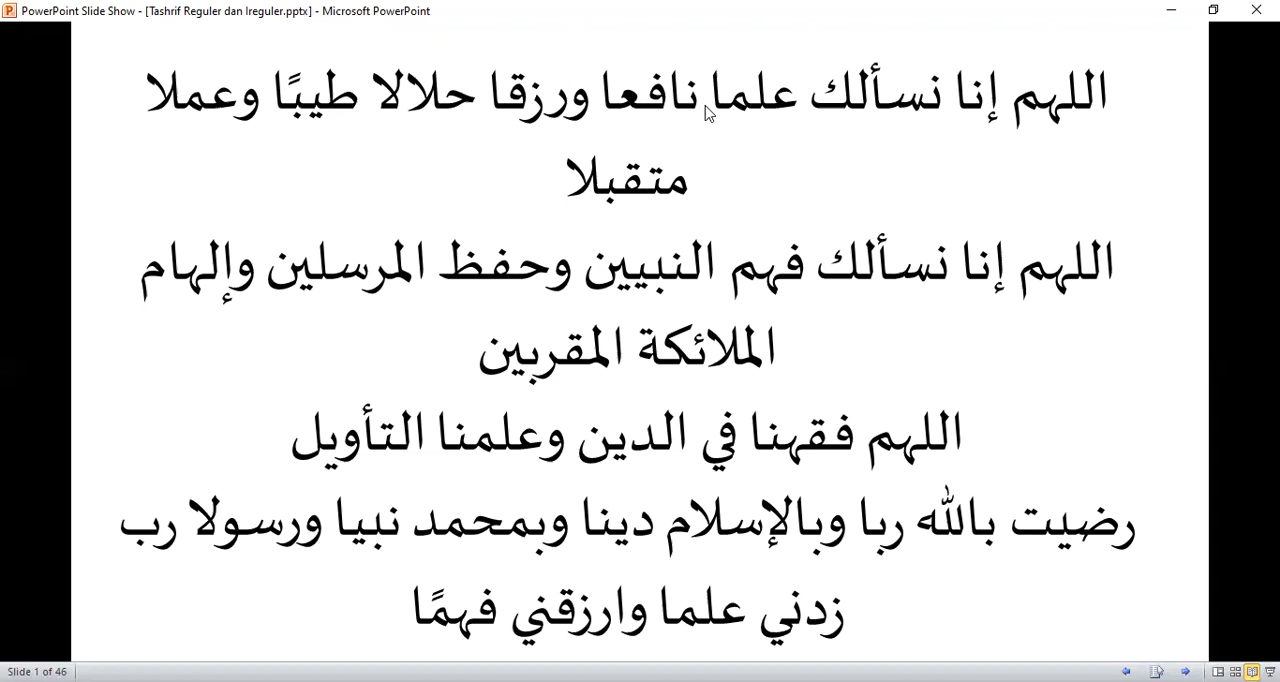 PowerPoint Slide Show - [Tashrif Reguler dan Ireguler.pptx] - Microsoft PowerPoint
اللهم إنا نسألك علما نافعا ورزقا حلالا طيبًا وعملا
متقبلا
اللهم إنا نسألك فهم النبيين وحفظ المرسلين وإلهام
الملائكة المقربين
اللهم فقهنا في الدين وعلمنا التأويل
رضيت بالله ربا وبالإسلام دينا وبمحمد نبيا ورسولا رب
زدني علما وارزقني فهمًا
Slide 1 of 46